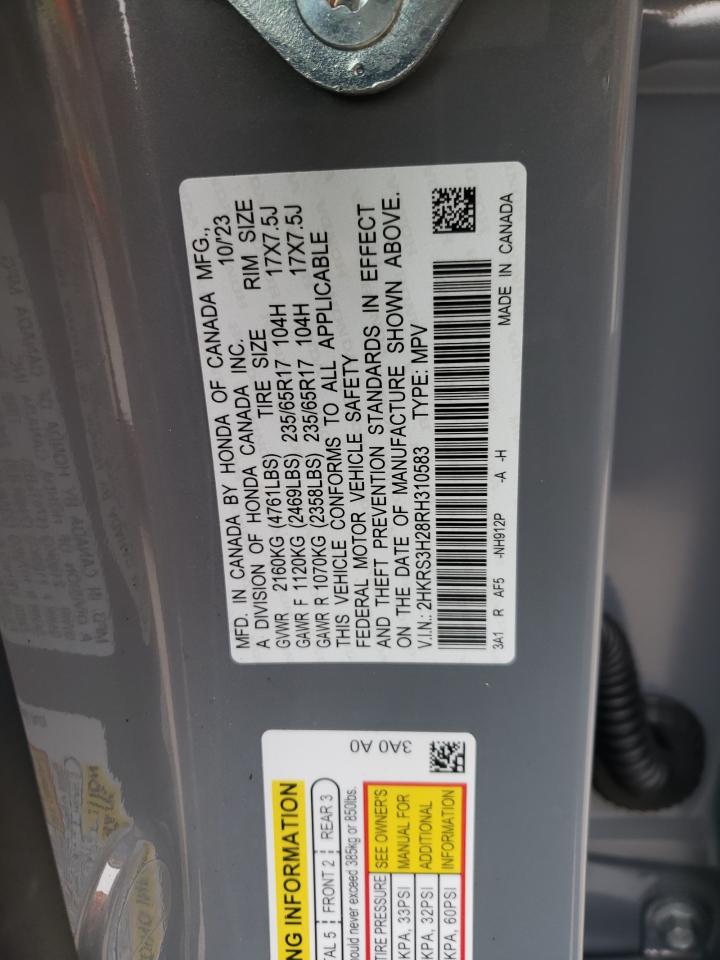 MFD. IN CANADA BY HONDA OF CANADA MFG.,
A DIVISION OF HONDA CANADA INC. 10/'23
TIRE SIZE RIM SIZE
GVWR 2160KG (4761LBS)
GAWR F 1120KG (2469LBS) 235/65R17 104H 17X7.5J
GAWR R 1070KG (2358LBS) 235/65R17 104H 17X7.5J
THIS VEHICLE CONFORMS TO ALL APPLICABLE
FEDERAL MOTOR VEHICLE SAFETY
AND THEFT PREVENTION STANDARDS IN EFFECT
ON THE DATE OF MANUFACTURE SHOWN ABOVE.
V.I.N.: 2HKRS3H28RH310583 TYPE: MPV
3A1 R AF5 -NH912P -A -H MADE IN CANADA
3A0 A0
INFORMATION
5 FRONT 2 REAR 3
never exceed 385kg or 850lbs.
PRESSURE SEE OWNER'S
KPA, 33PSI MANUAL FOR
KPA, 32PSI ADDITIONAL
KPA, 60PSI INFORMATION